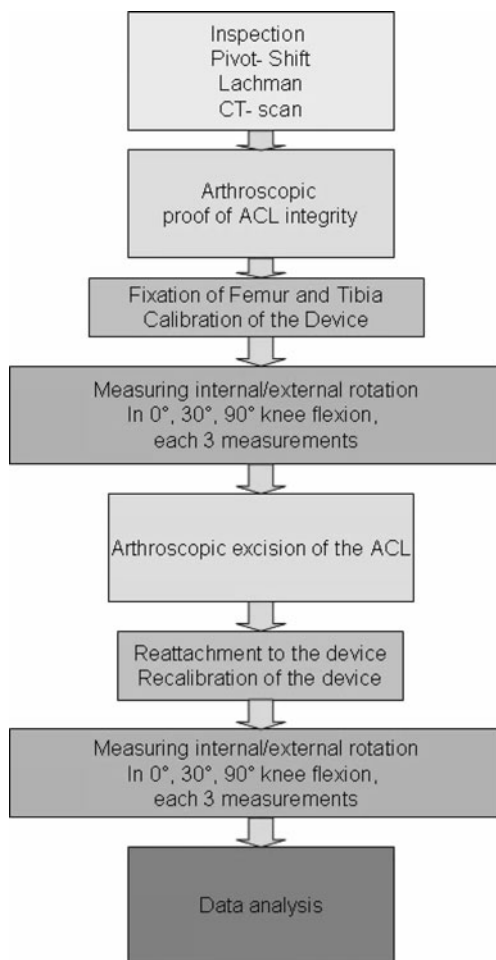 Inspection
Pivot- Shift
Lachman
CT- scan
Arthroscopic
proof of ACL integrity
Fixation of Femur and Tibia
Calibration of the Device
Measuring internal/external rotation
In 0°, 30°, 90° knee flexion,
each 3 measurements
Arthroscopic excision of the ACL
Reattachment to the device
Recalibration of the device
Measuring internal/external rotation
In 0°, 30°, 90° knee flexion,
each 3 measurements
Data analysis